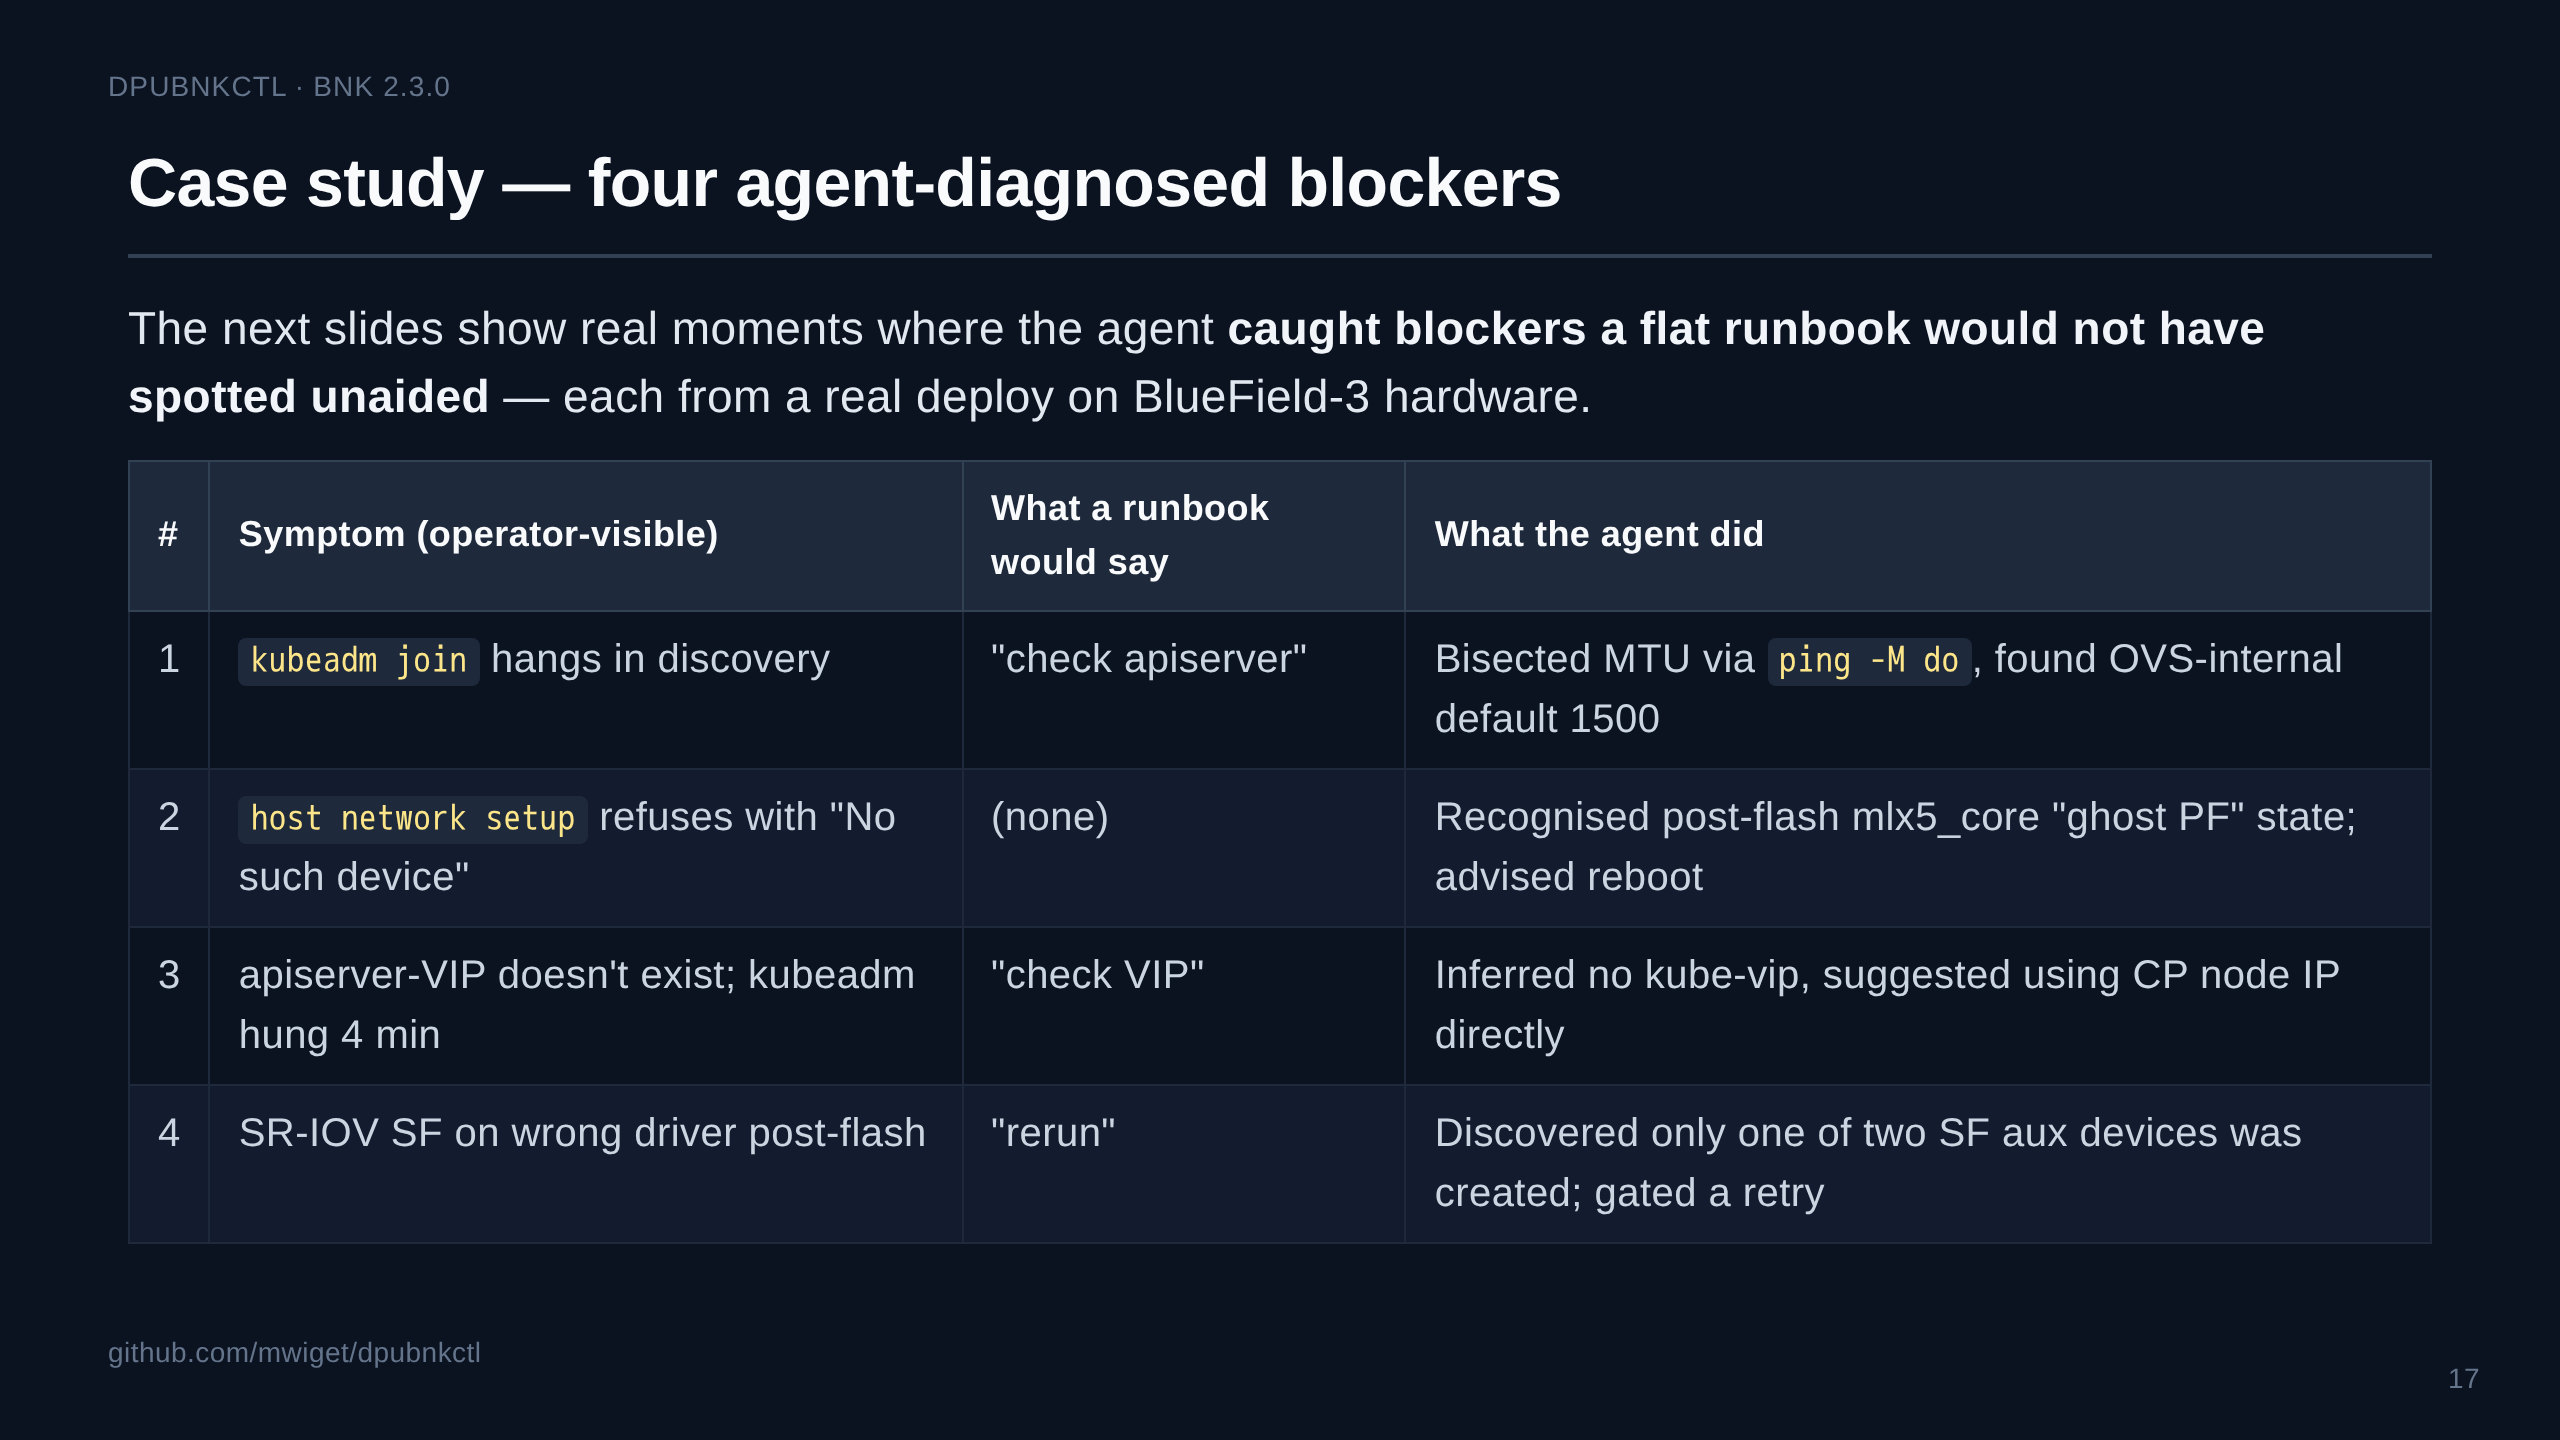 DPUBNKCTL · BNK 2.3.0
Case study — four agent-diagnosed blockers
The next slides show real moments where the agent caught blockers a flat runbook would not have
spotted unaided — each from a real deploy on BlueField-3 hardware.
# Symptom (operator-visible) What a runbook would say What the agent did
1 kubeadm join hangs in discovery "check apiserver" Bisected MTU via ping -M do, found OVS-internal
default 1500
2 host network setup refuses with "No (none) Recognised post-flash mlx5_core "ghost PF" state;
such device" advised reboot
3 apiserver-VIP doesn't exist; kubeadm "check VIP" Inferred no kube-vip, suggested using CP node IP
hung 4 min directly
4 SR-IOV SF on wrong driver post-flash "rerun" Discovered only one of two SF aux devices was
created; gated a retry
github.com/mwiget/dpubnkctl
17